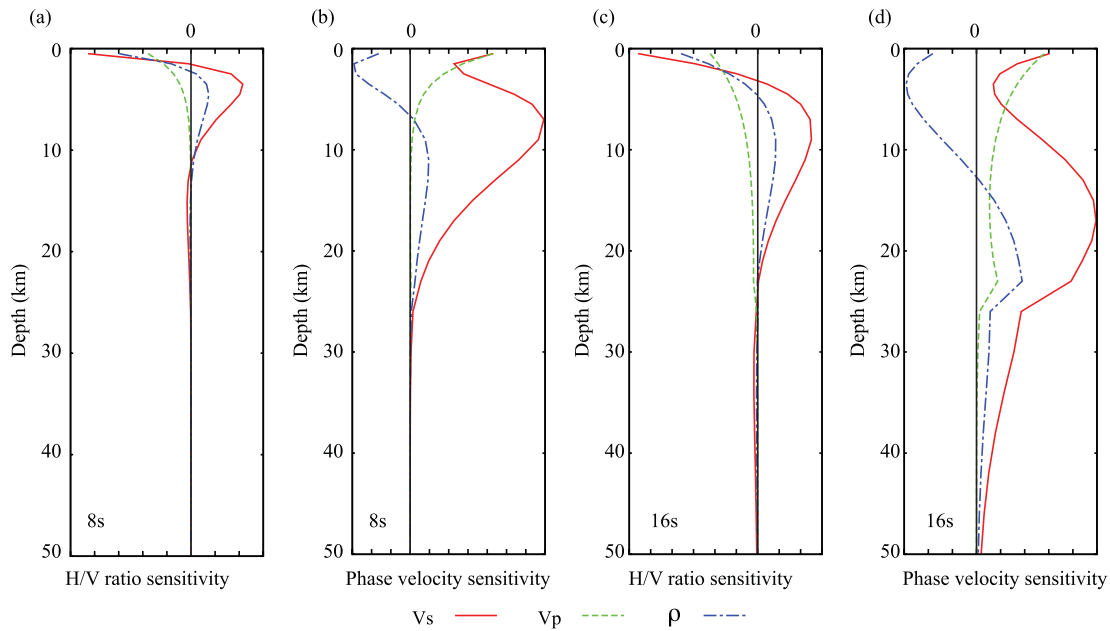 (a)
0
0
10
20
30
40
50
Depth (km)
8s
H/V ratio sensitivity
(b)
0
0
10
20
30
40
50
Depth (km)
8s
Phase velocity sensitivity
(c)
0
0
10
20
30
40
50
Depth (km)
16s
H/V ratio sensitivity
(d)
0
0
10
20
30
40
50
Depth (km)
16s
Phase velocity sensitivity
Vs Vp ρ